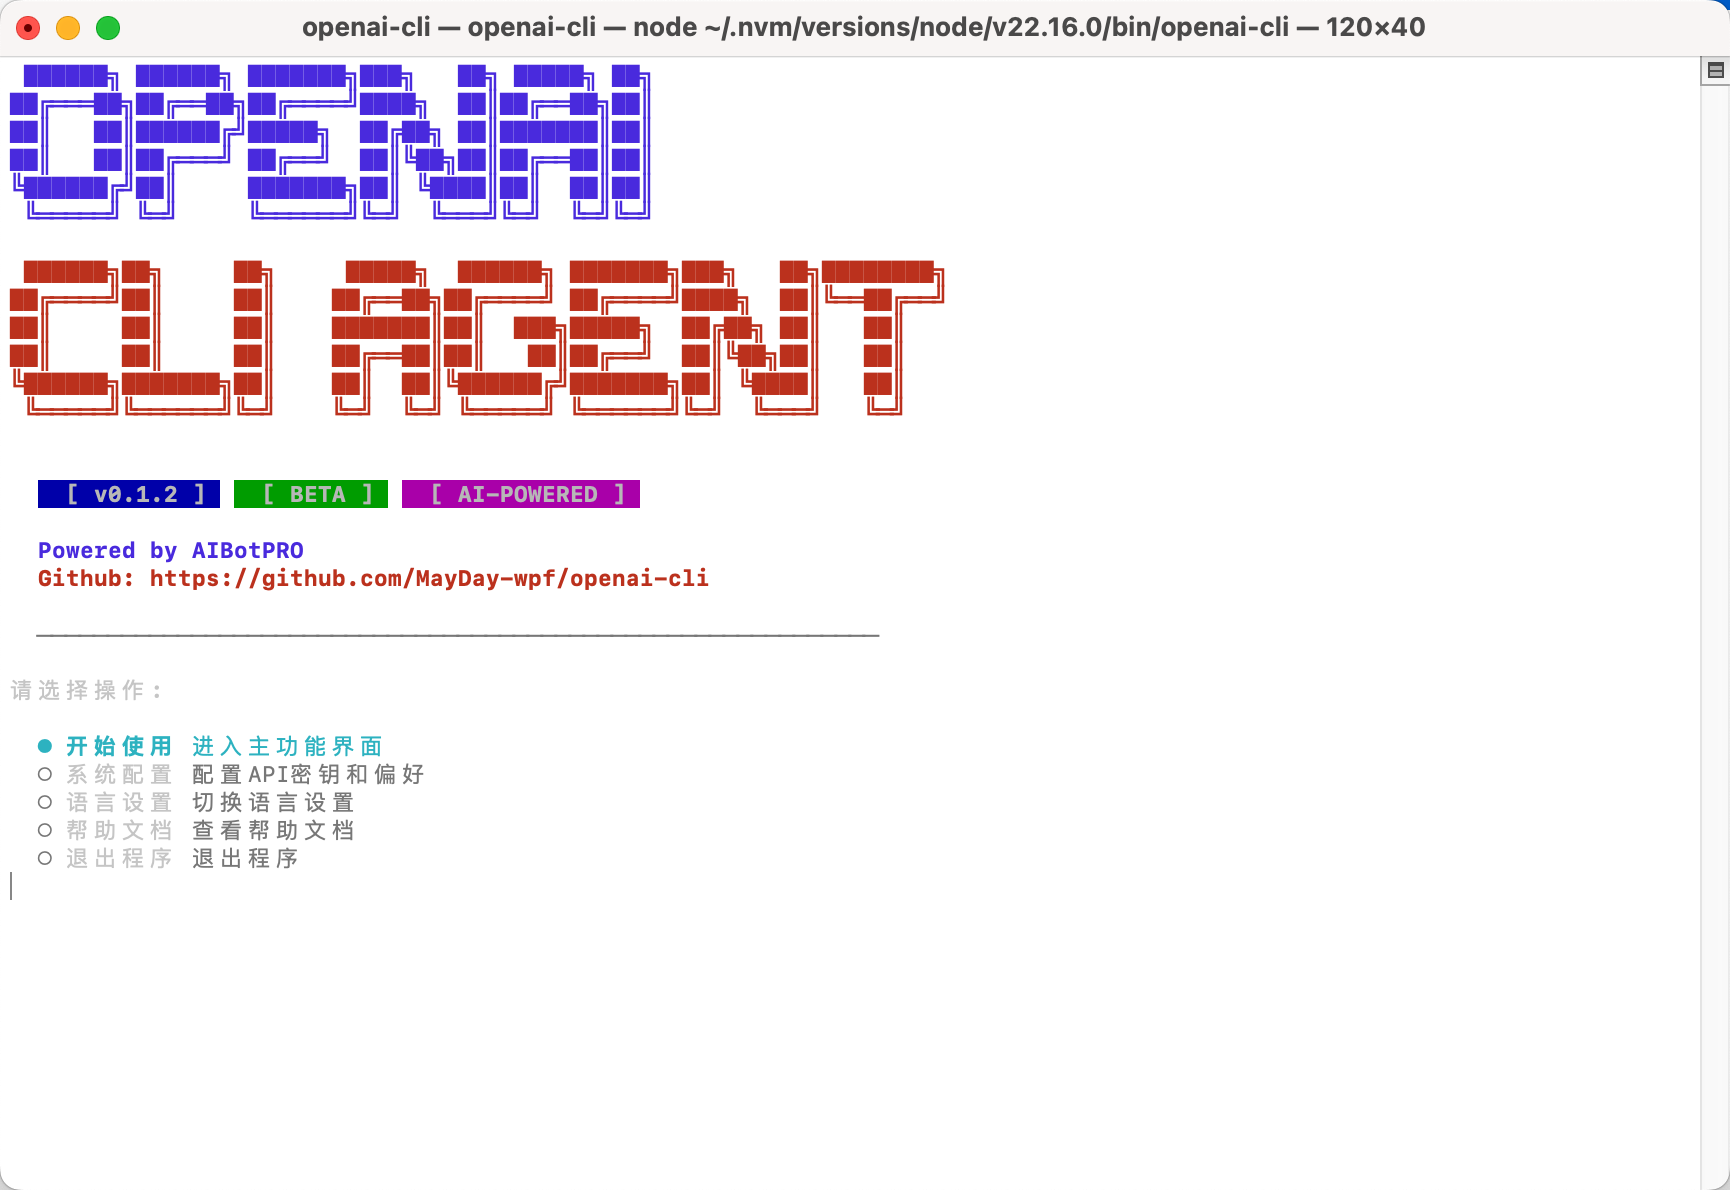 openai-cli — openai-cli — node ~/.nvm/versions/node/v22.16.0/bin/openai-cli — 120×40
OPENAI
CLI AGENT
[ v0.1.2 ] [ BETA ] [ AI-POWERED ]
Powered by AIBotPRO
Github: https://github.com/MayDay-wpf/openai-cli
请选择操作:
● 开始使用 进入主功能界面
○ 系统配置 配置API密钥和偏好
○ 语言设置 切换语言设置
○ 帮助文档 查看帮助文档
○ 退出程序 退出程序